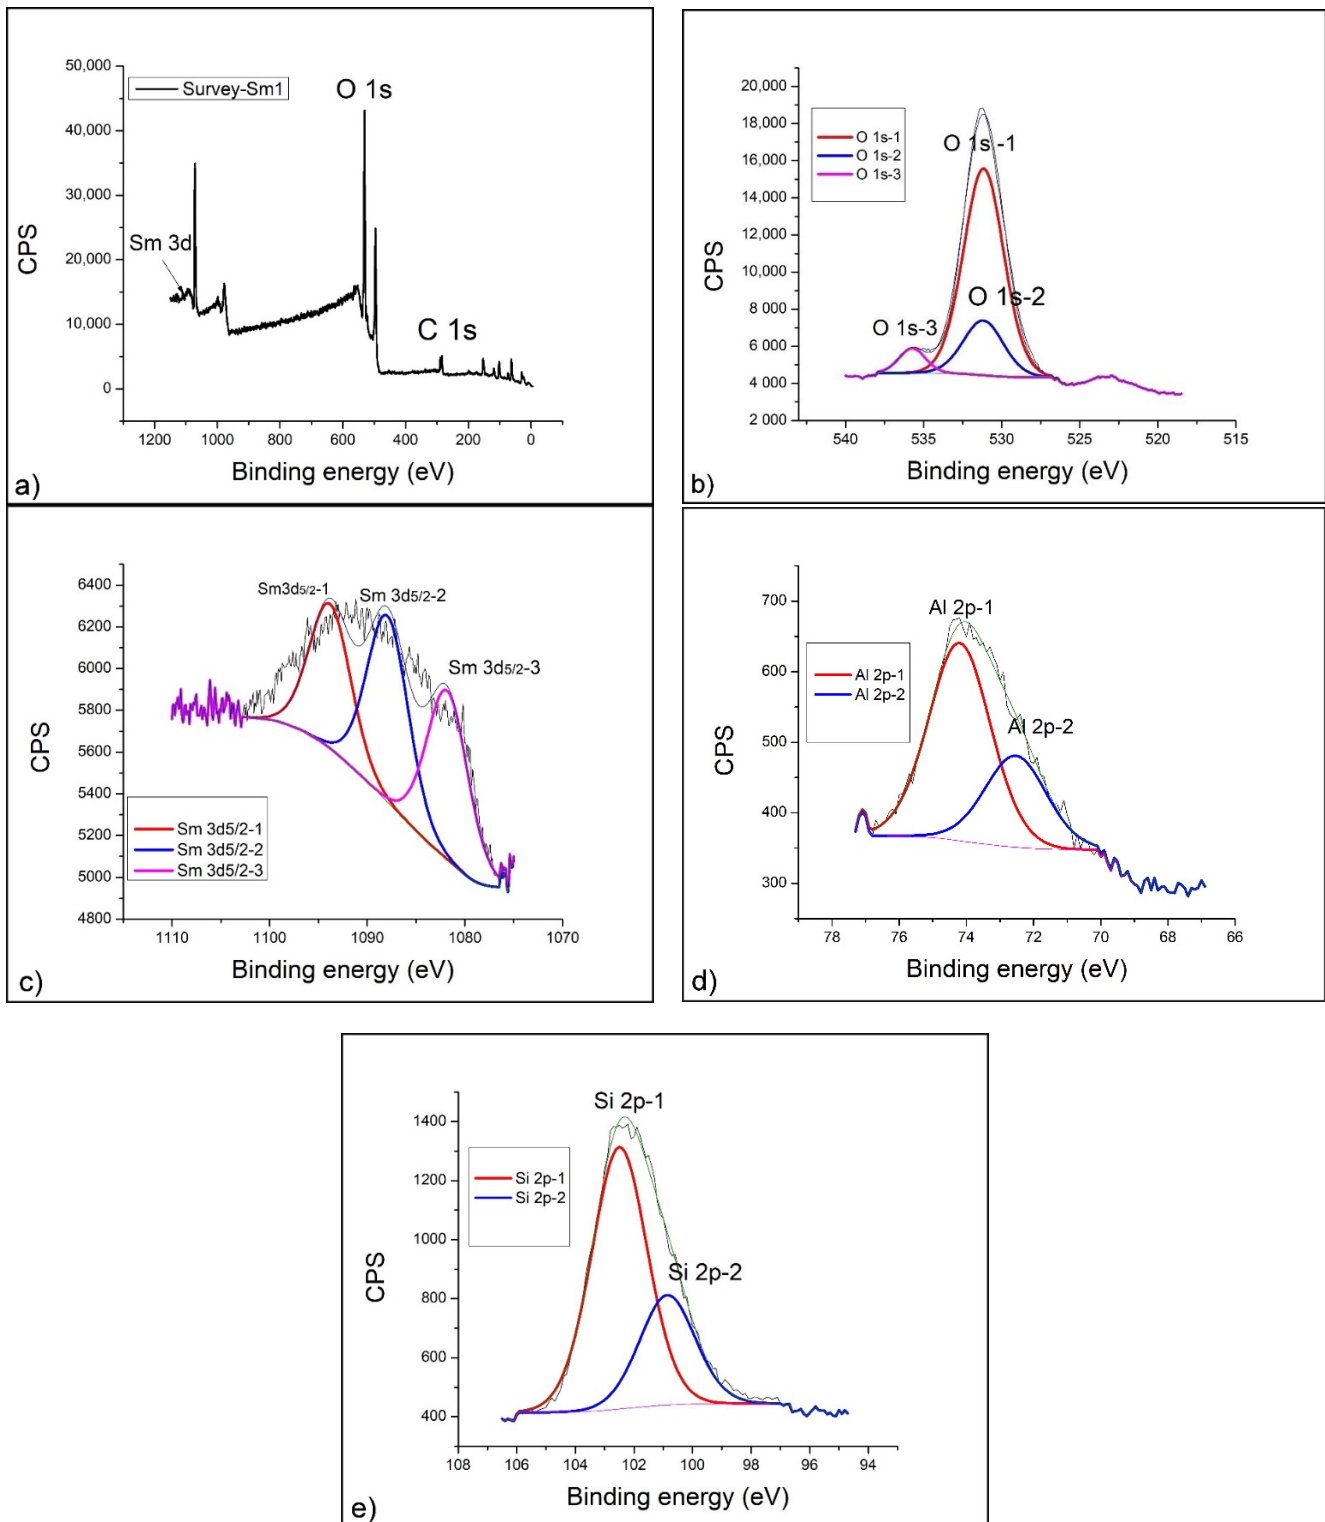 50,000
40,000
30,000
20,000
10,000
0
CPS
Survey-Sm1
O 1s
Sm 3d
C 1s
1200 1000 800 600 400 200 0
Binding energy (eV)
a)
20,000
18,000
16,000
14,000
12,000
10,000
8 000
6 000
4 000
2 000
CPS
O 1s-1
O 1s-2
O 1s-3
O 1s -1
O 1s-2
O 1s-3
540 535 530 525 520 515
Binding energy (eV)
b)
6400
6200
6000
5800
5600
5400
5200
5000
4800
CPS
Sm3d5/2-1
Sm 3d5/2-2
Sm 3d5/2-3
Sm 3d5/2-1
Sm 3d5/2-2
Sm 3d5/2-3
1110 1100 1090 1080 1070
Binding energy (eV)
c)
700
600
500
400
300
CPS
Al 2p-1
Al 2p-1
Al 2p-2
Al 2p-2
78 76 74 72 70 68 66
Binding energy (eV)
d)
1400
1200
1000
800
600
400
CPS
Si 2p-1
Si 2p-1
Si 2p-2
Si 2p-2
108 106 104 102 100 98 96 94
Binding energy (eV)
e)